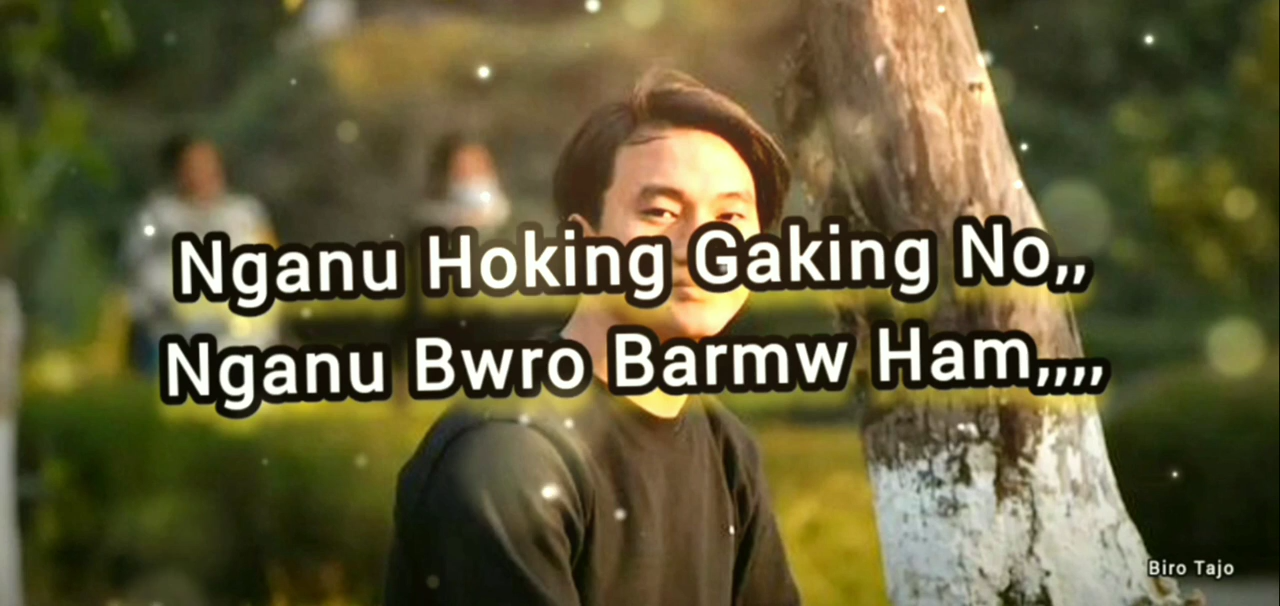 Nganu Hoking Gaking No,,
Nganu Bwro Barmw Ham,,,,
Biro Tajo